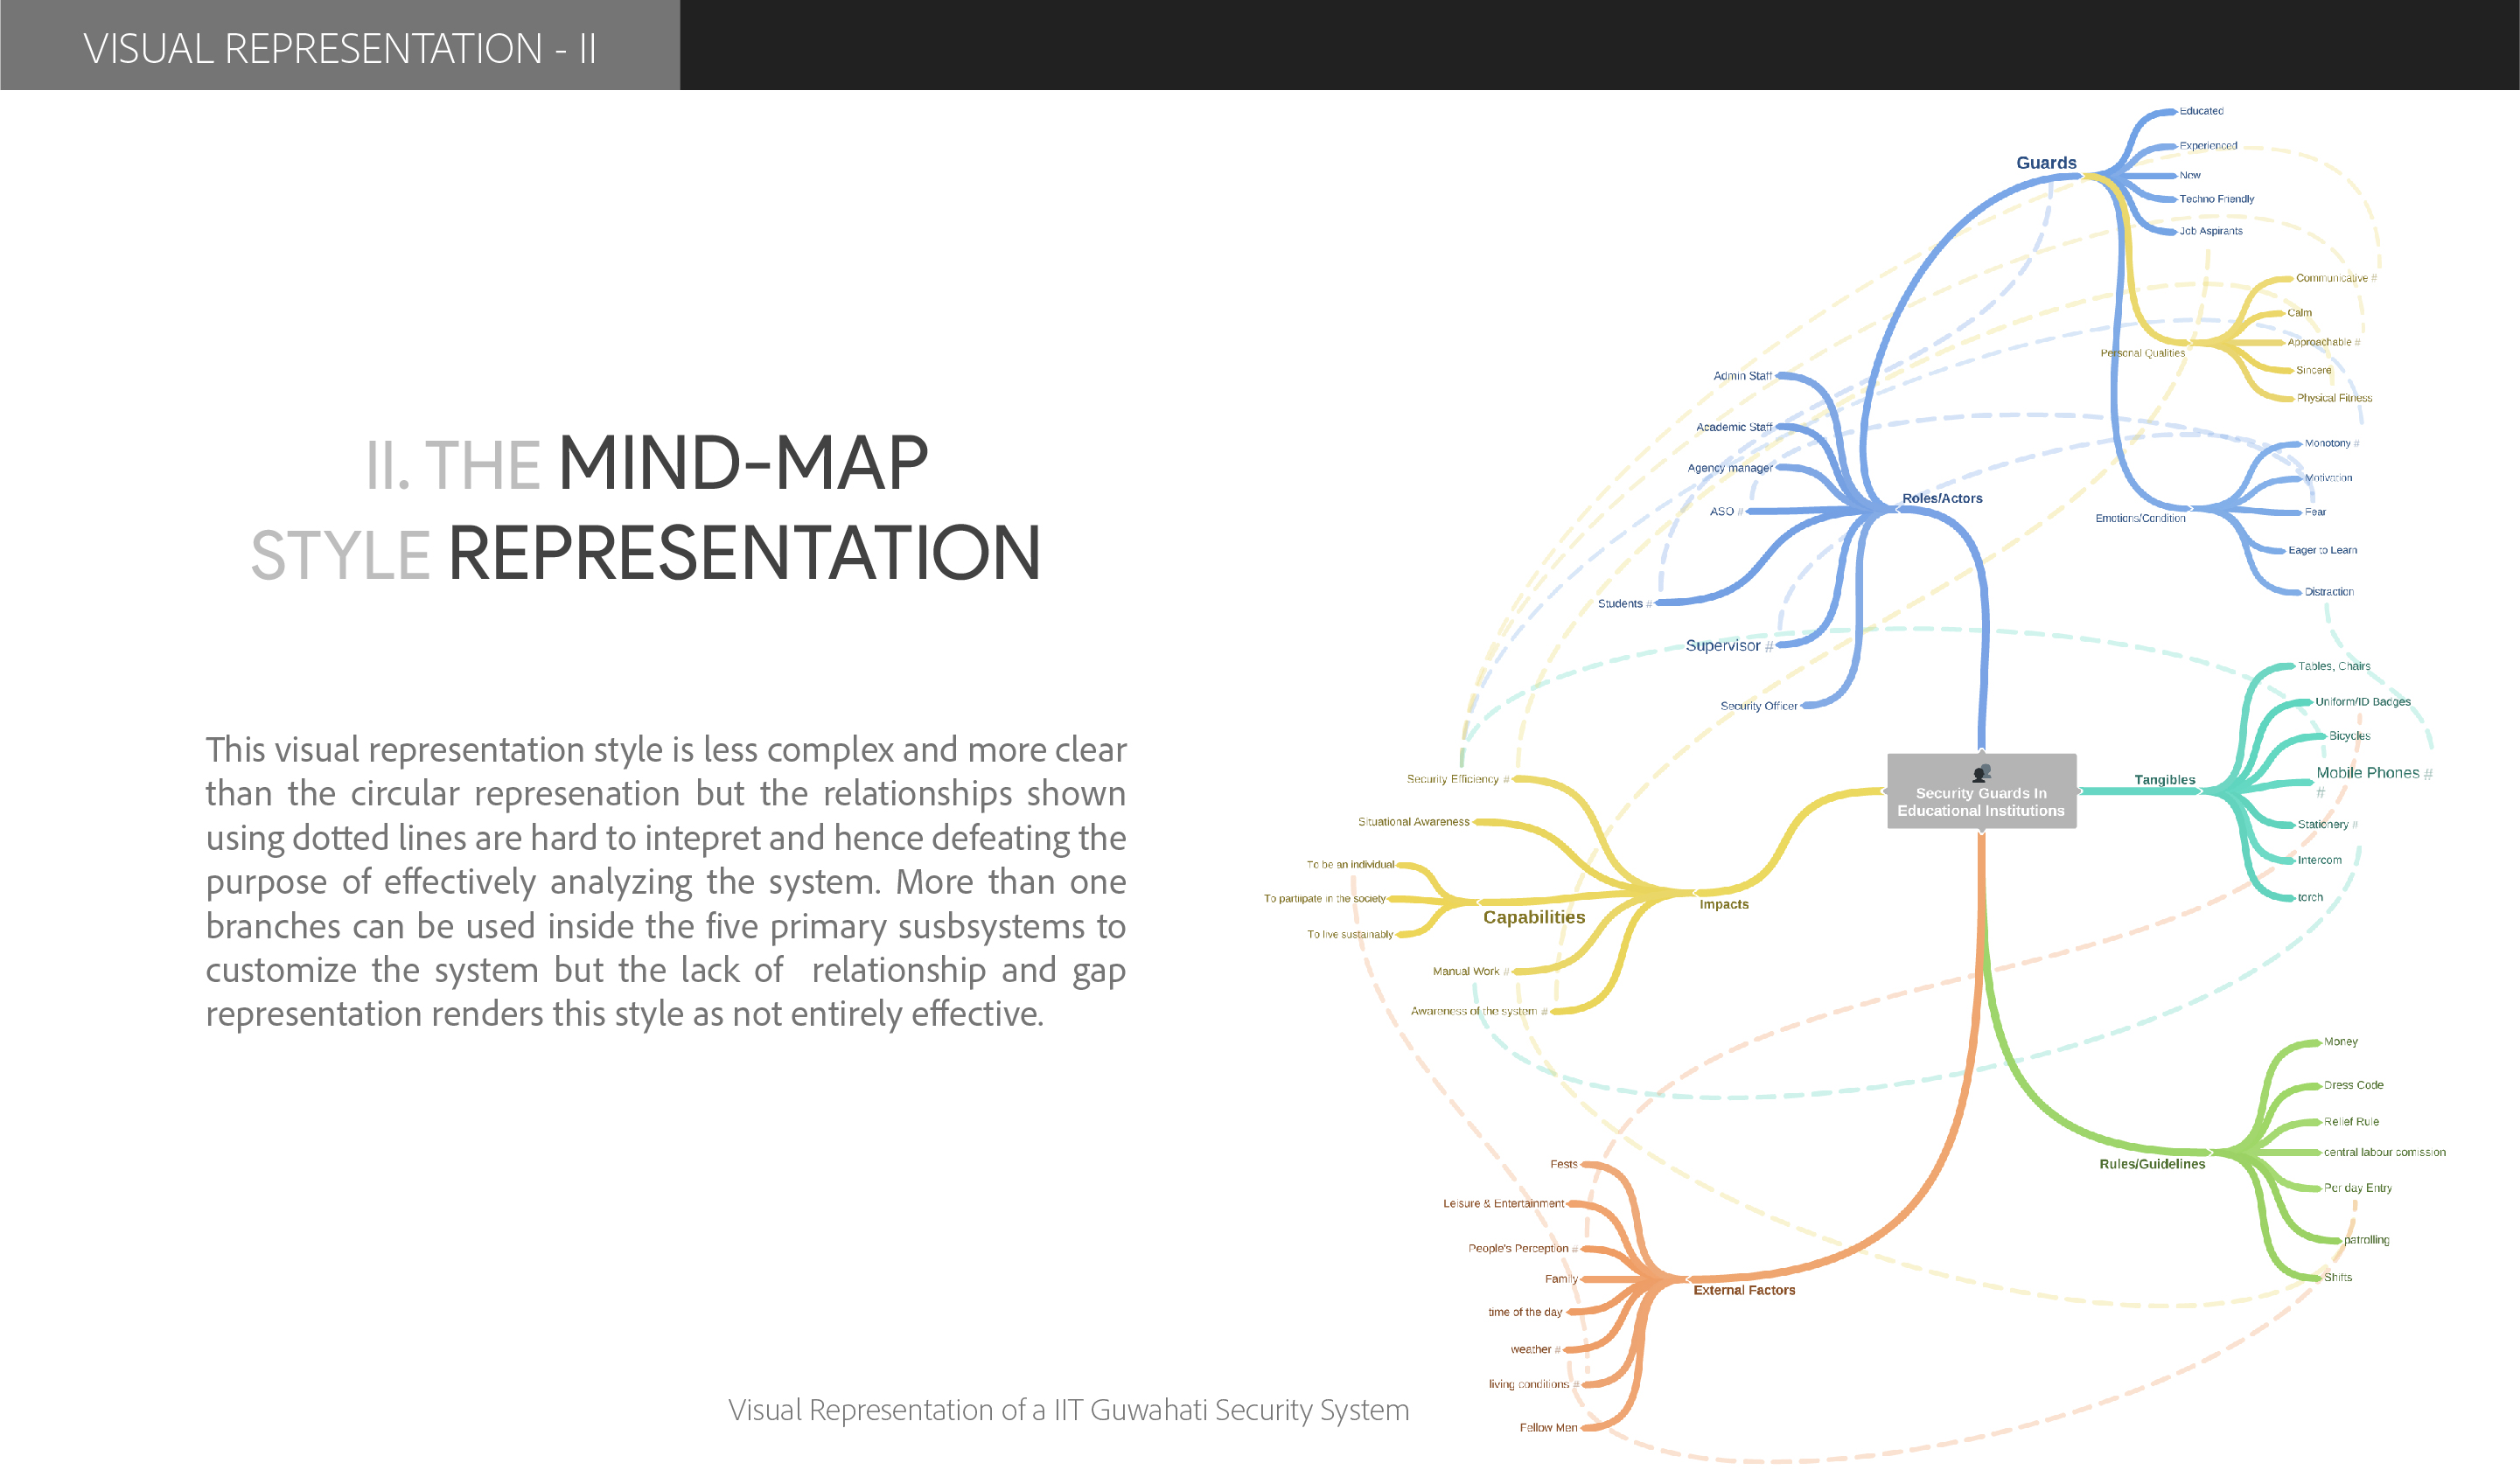 VISUAL REPRESENTATION - II
II. THE MIND-MAP
STYLE REPRESENTATION
This visual representation style is less complex and more clear
than the circular represenation but the relationships shown
using dotted lines are hard to intepret and hence defeating the
purpose of effectively analyzing the system. More than one
branches can be used inside the five primary susbsystems to
customize the system but the lack of relationship and gap
representation renders this style as not entirely effective.
Visual Representation of a IIT Guwahati Security System
Security Guards In
Educational Institutions
Roles/Actors
Guards
Educated
Experienced
New
Techno Friendly
Job Aspirants
Personal Qualities
Communicative #
Calm
Approachable #
Sincere
Physical Fitness
Emotions/Condition
Monotony #
Motivation
Fear
Eager to Learn
Distraction
Admin Staff
Academic Staff
Agency manager
ASO #
Students #
Supervisor #
Security Officer
Tangibles
Tables, Chairs
Uniform/ID Badges
Bicycles
Mobile Phones #
#
Stationery #
Intercom
torch
Impacts
Security Efficiency #
Situational Awareness
Capabilities
To be an individual
To partiipate in the society
To live sustainably
Manual Work #
Awareness of the system #
Rules/Guidelines
Money
Dress Code
Relief Rule
central labour comission
Per day Entry
patrolling
Shifts
External Factors
Fests
Leisure & Entertainment
People's Perception #
Family
time of the day
weather #
living conditions #
Fellow Men